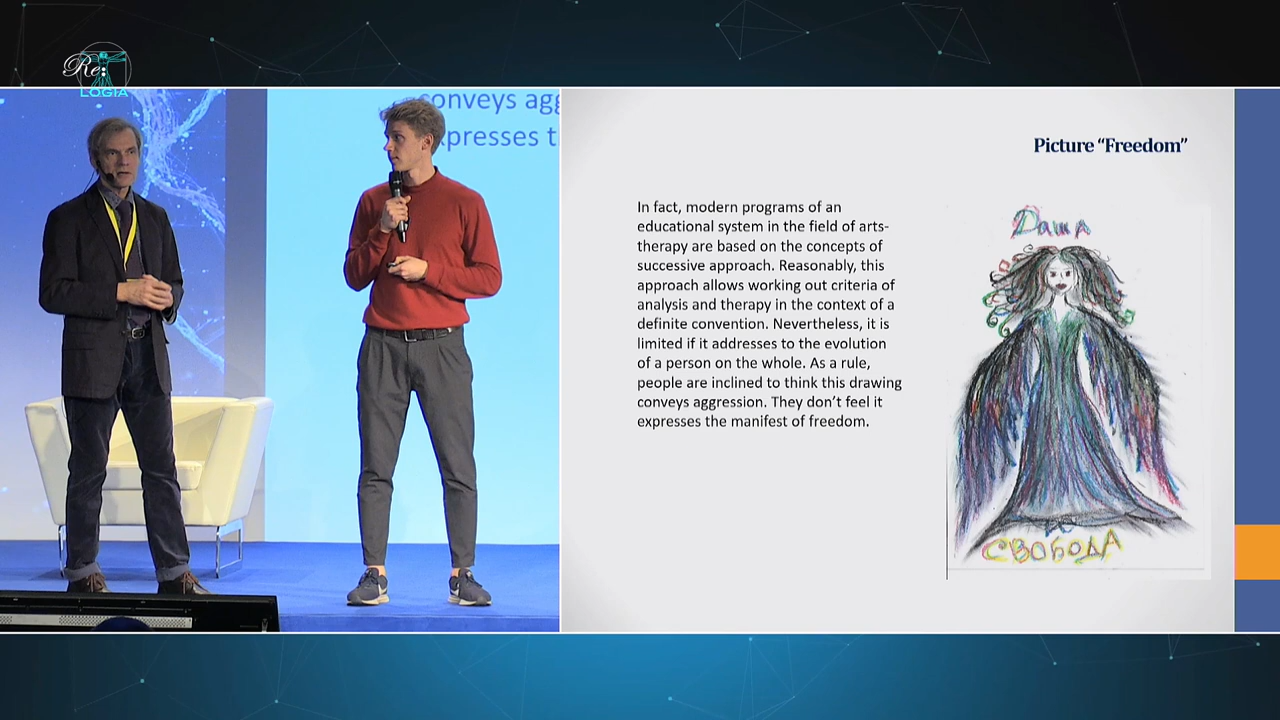 Re:
LOGIA
conveys agg
xpresses t
Picture “Freedom”
In fact, modern programs of an
educational system in the field of arts-
therapy are based on the concepts of
successive approach. Reasonably, this
approach allows working out criteria of
analysis and therapy in the context of a
definite convention. Nevertheless, it is
limited if it addresses to the evolution
of a person on the whole. As a rule,
people are inclined to think this drawing
conveys aggression. They don’t feel it
expresses the manifest of freedom.
Даша
СВОБОДА